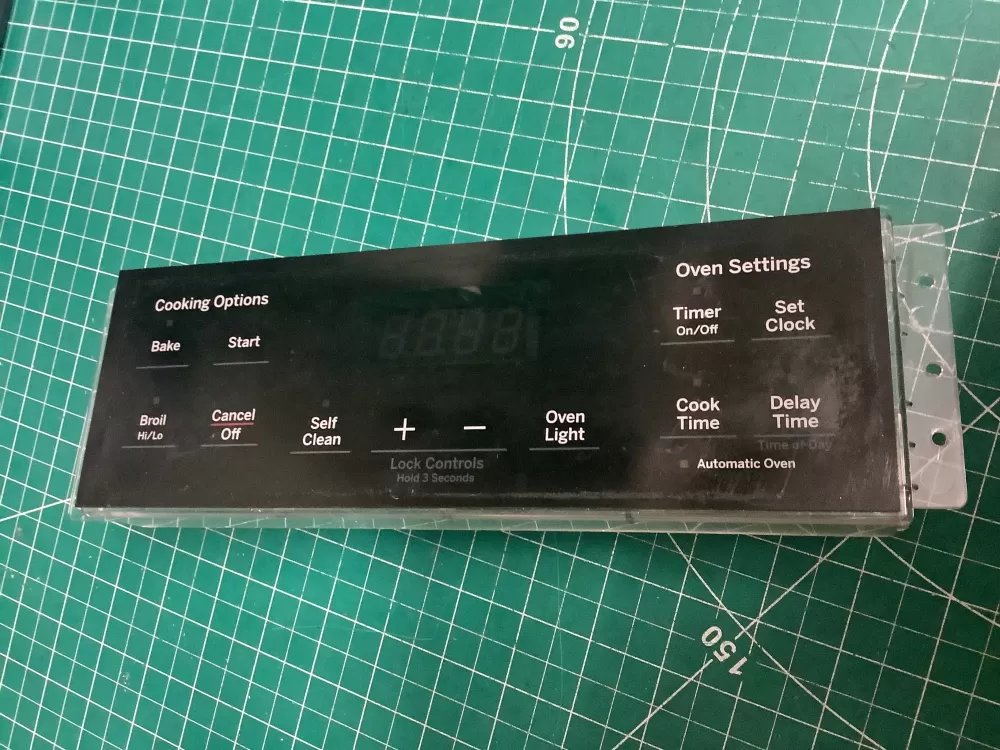 90
Cooking Options
Bake
Start
Broil
Hi/Lo
Cancel
Off
Self
Clean
+ −
Lock Controls
Hold 3 Seconds
Oven
Light
Oven Settings
Timer
On/Off
Set
Clock
Cook
Time
Delay
Time
Time of Day
Automatic Oven
150